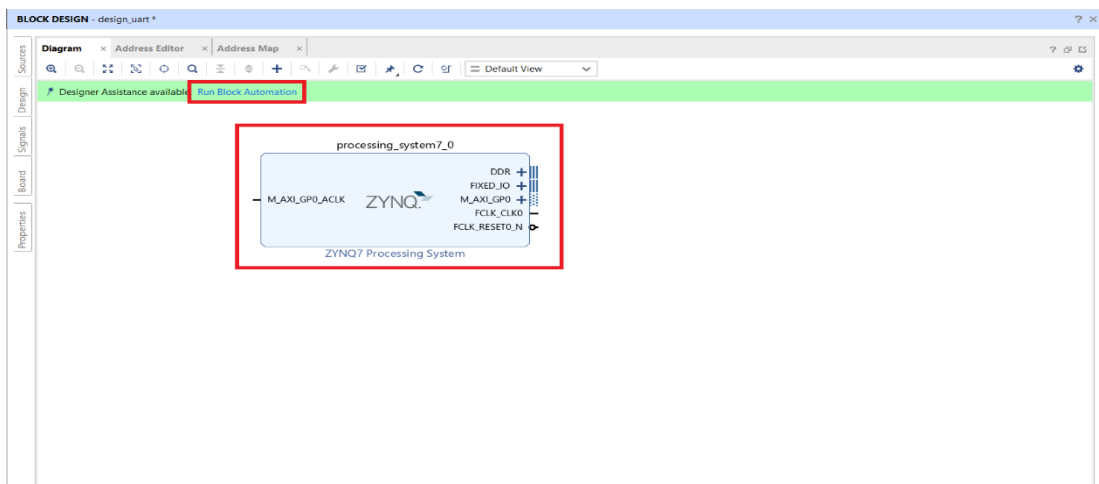 BLOCK DESIGN - design_uart *
? ×
Sources
Design
Signals
Board
Properties
Diagram × Address Editor × Address Map ×
Default View
Designer Assistance available. Run Block Automation
processing_system7_0
DDR
FIXED_IO
M_AXI_GP0_ACLK ZYNQ M_AXI_GP0
FCLK_CLK0
FCLK_RESET0_N
ZYNQ7 Processing System